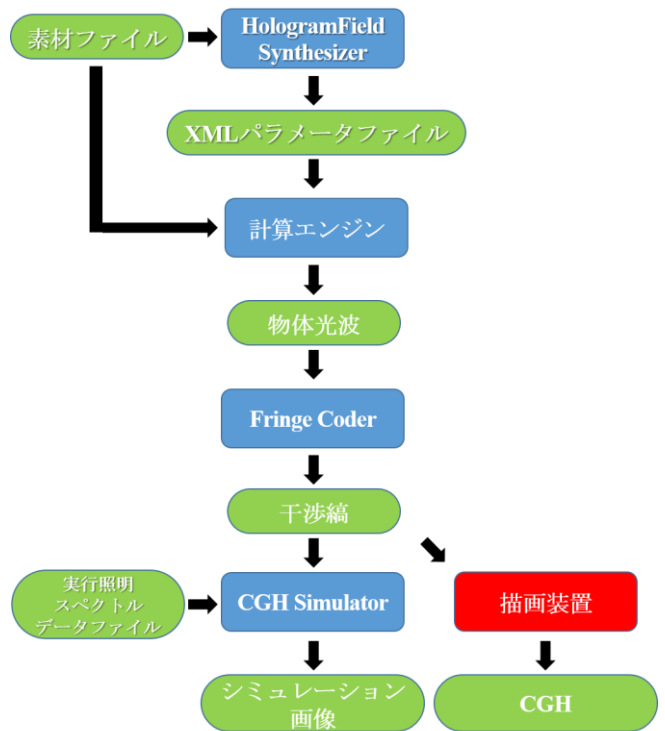 素材ファイル
HologramField
Synthesizer
XMLパラメータファイル
計算エンジン
物体光波
Fringe Coder
干渉縞
実行照明
スペクトル
データファイル
CGH Simulator
描画装置
シミュレーション
画像
CGH